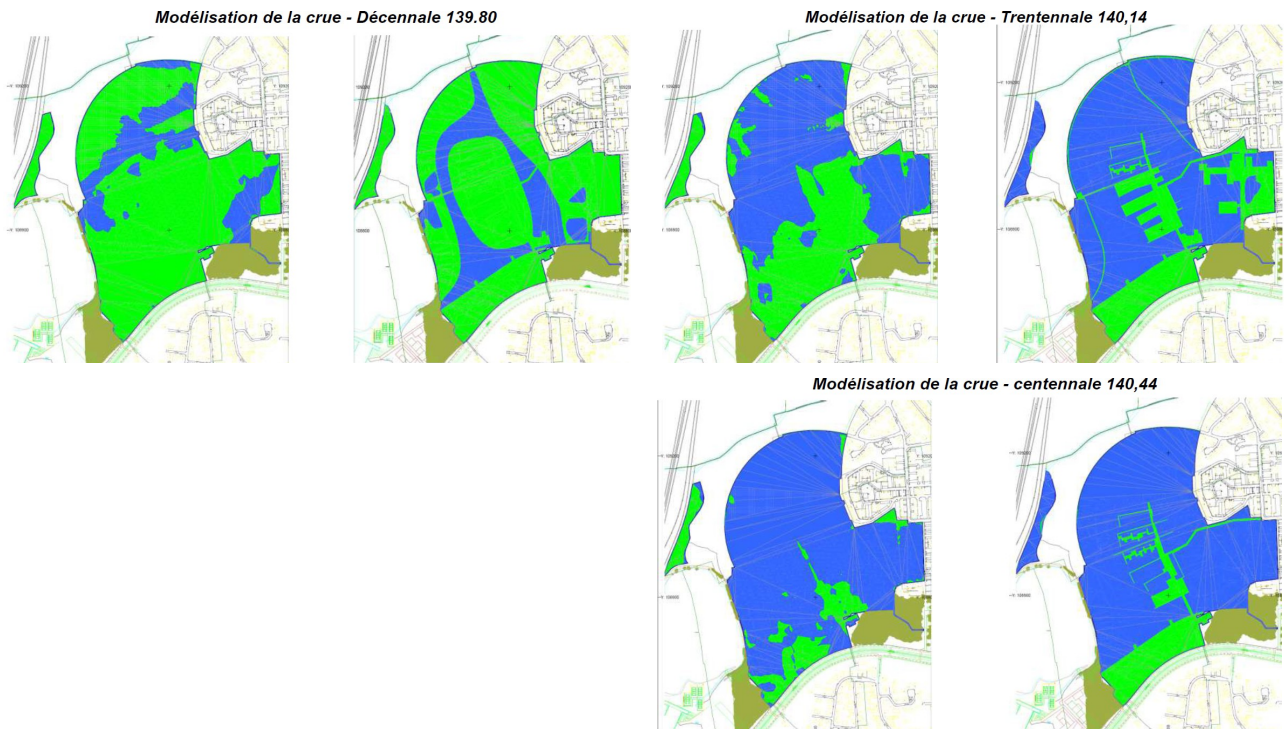 Modélisation de la crue - Décennale 139.80
Modélisation de la crue - Trentennale 140,14
Modélisation de la crue - centennale 140,44